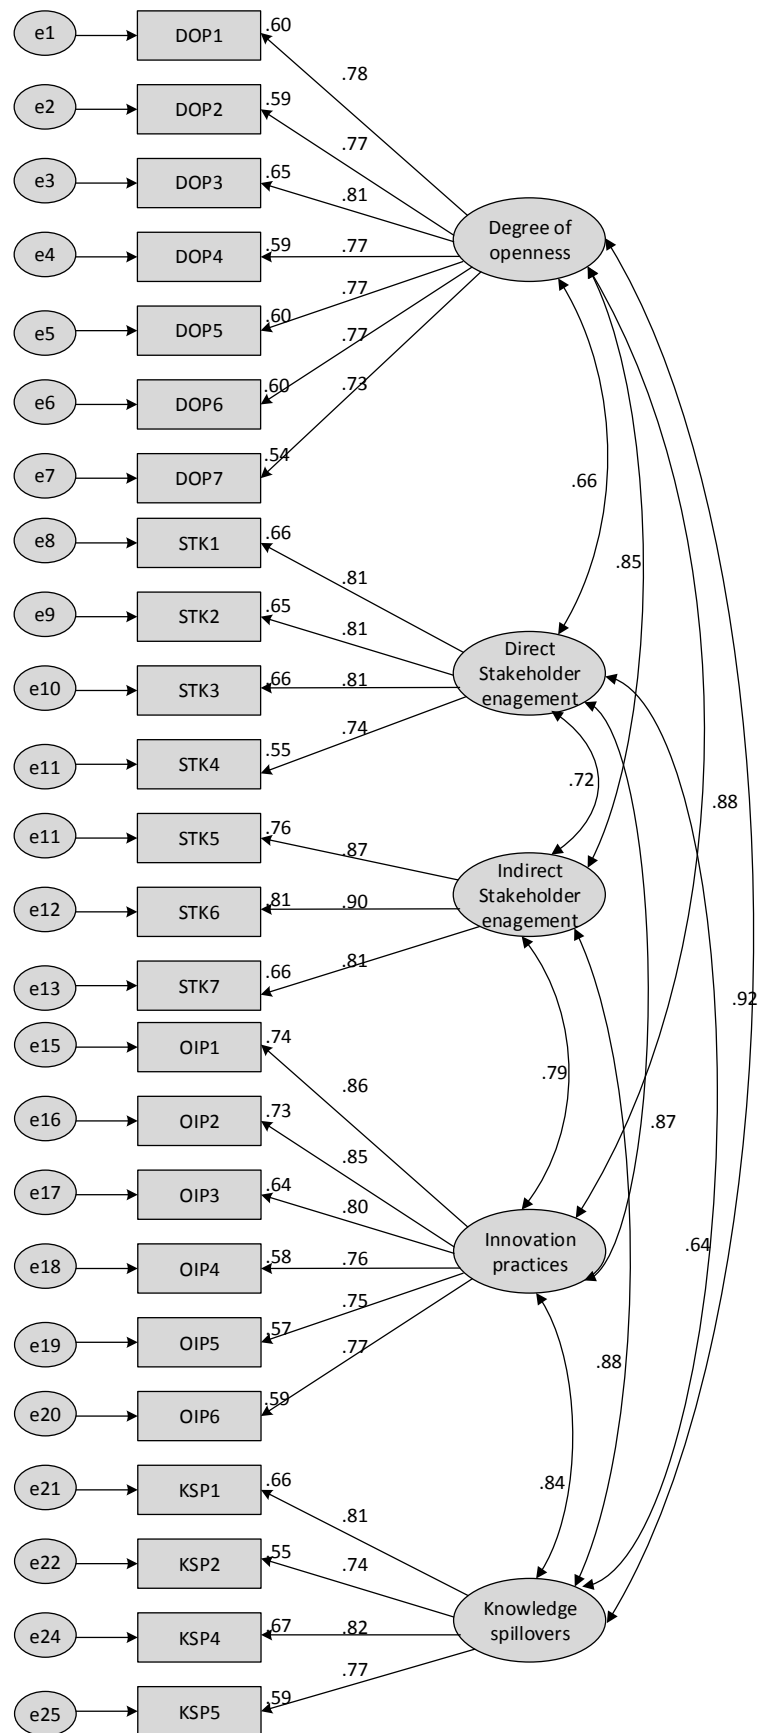 e1
DOP1
.60
.78
e2
DOP2
.59
.77
e3
DOP3
.65
.81
Degree of
openness
e4
DOP4
.59
.77
e5
DOP5
.60
.77
e6
DOP6
.60
.77
e7
DOP7
.54
.73
.66
e8
STK1
.66
.81
.85
e9
STK2
.65
.81
Direct
Stakeholder
enagement
e10
STK3
.66
.81
e11
STK4
.55
.74
.72
.88
e11
STK5
.76
.87
Indirect
Stakeholder
enagement
e12
STK6
.81
.90
e13
STK7
.66
.81
.92
e15
OIP1
.74
.86
.79
e16
OIP2
.73
.85
.87
e17
OIP3
.64
.80
Innovation
practices
.64
e18
OIP4
.58
.76
e19
OIP5
.57
.75
.88
e20
OIP6
.59
.77
e21
KSP1
.66
.81
.84
e22
KSP2
.55
.74
Knowledge
spillovers
e24
KSP4
.67
.82
e25
KSP5
.59
.77